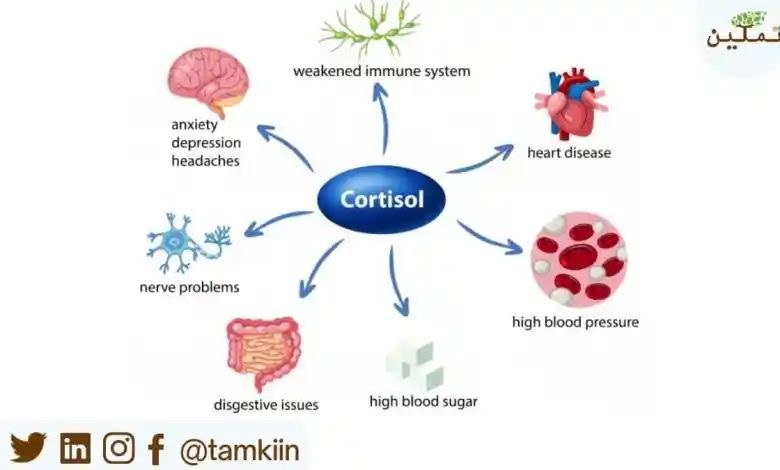 تمكين
weakened immune system
anxiety
depression
headaches
heart disease
Cortisol
nerve problems
high blood pressure
disgestive issues
high blood sugar
@tamkiin